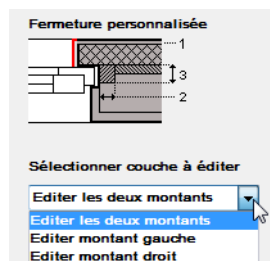 Fermeture personnalisée
1
3
2
Sélectionner couche à éditer
Editer les deux montants
Editer les deux montants
Editer montant gauche
Editer montant droit